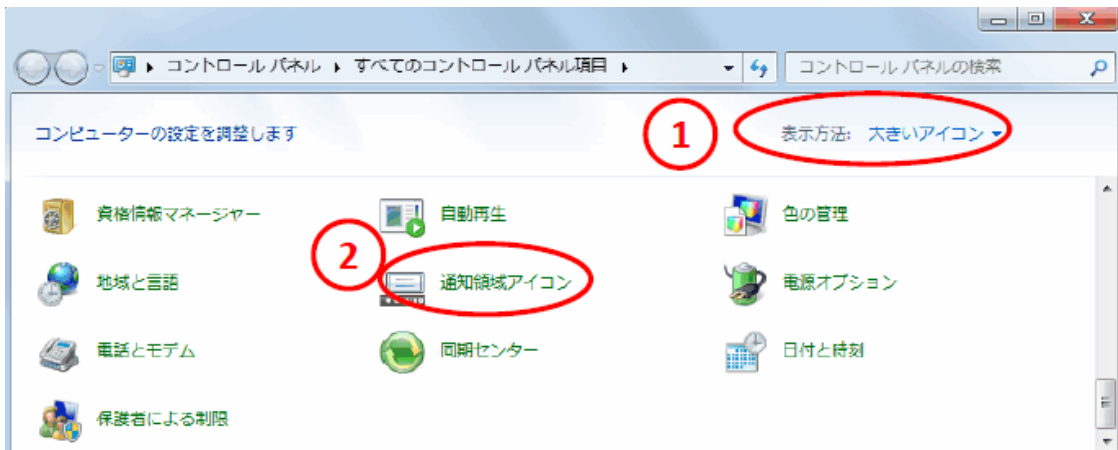 コントロール パネル ▸ すべてのコントロール パネル項目 ▸ コントロール パネルの検索
コンピューターの設定を調整します 1 表示方法: 大きいアイコン
資格情報マネージャー 自動再生 色の管理
2
地域と言語 通知領域アイコン 電源オプション
電話とモデム 同期センター 日付と時刻
保護者による制限